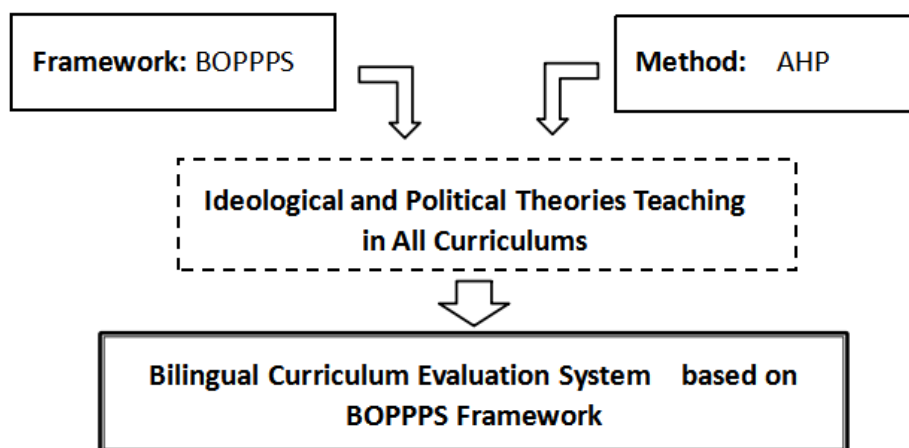 Framework: BOPPPS
Method: AHP
Ideological and Political Theories Teaching
in All Curriculums
Bilingual Curriculum Evaluation System based on
BOPPPS Framework